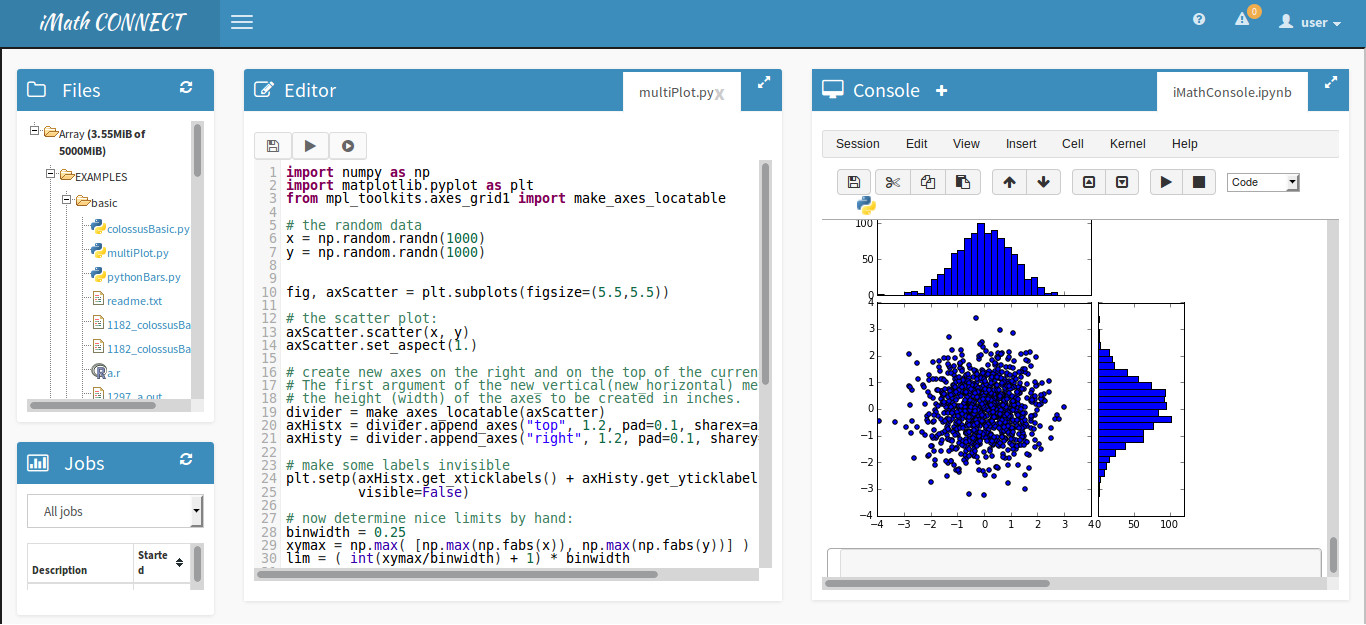 iMath CONNECT
0
user
Files
Array (3.55MiB of
5000MiB)
EXAMPLES
basic
colossusBasic.py
multiPlot.py
pythonBars.py
readme.txt
1182_colossusBa
1182_colossusBa
a.r
1297_a.out
Jobs
All jobs
Description
Starte
d
Editor
multiPlot.py
x
1 import numpy as np
2 import matplotlib.pyplot as plt
3 from mpl_toolkits.axes_grid1 import make_axes_locatable
4
5 # the random data
6 x = np.random.randn(1000)
7 y = np.random.randn(1000)
8
9
10 fig, axScatter = plt.subplots(figsize=(5.5,5.5))
11
12 # the scatter plot:
13 axScatter.scatter(x, y)
14 axScatter.set_aspect(1.)
15
16 # create new axes on the right and on the top of the curren
17 # The first argument of the new_vertical(new_horizontal) me
18 # the height (width) of the axes to be created in inches.
19 divider = make_axes_locatable(axScatter)
20 axHistx = divider.append_axes("top", 1.2, pad=0.1, sharex=a
21 axHisty = divider.append_axes("right", 1.2, pad=0.1, sharey
22
23 # make some labels invisible
24 plt.setp(axHistx.get_xticklabels() + axHisty.get_yticklabel
25 visible=False)
26
27 # now determine nice limits by hand:
28 binwidth = 0.25
29 xymax = np.max( [np.max(np.fabs(x)), np.max(np.fabs(y))] )
30 lim = ( int(xymax/binwidth) + 1) * binwidth
Console +
iMathConsole.ipynb
Session Edit View Insert Cell Kernel Help
Code
100
50
0
4
3
2
1
0
−1
−2
−3
−4
−4 −3 −2 −1 0 1 2 3 4
0 50 100